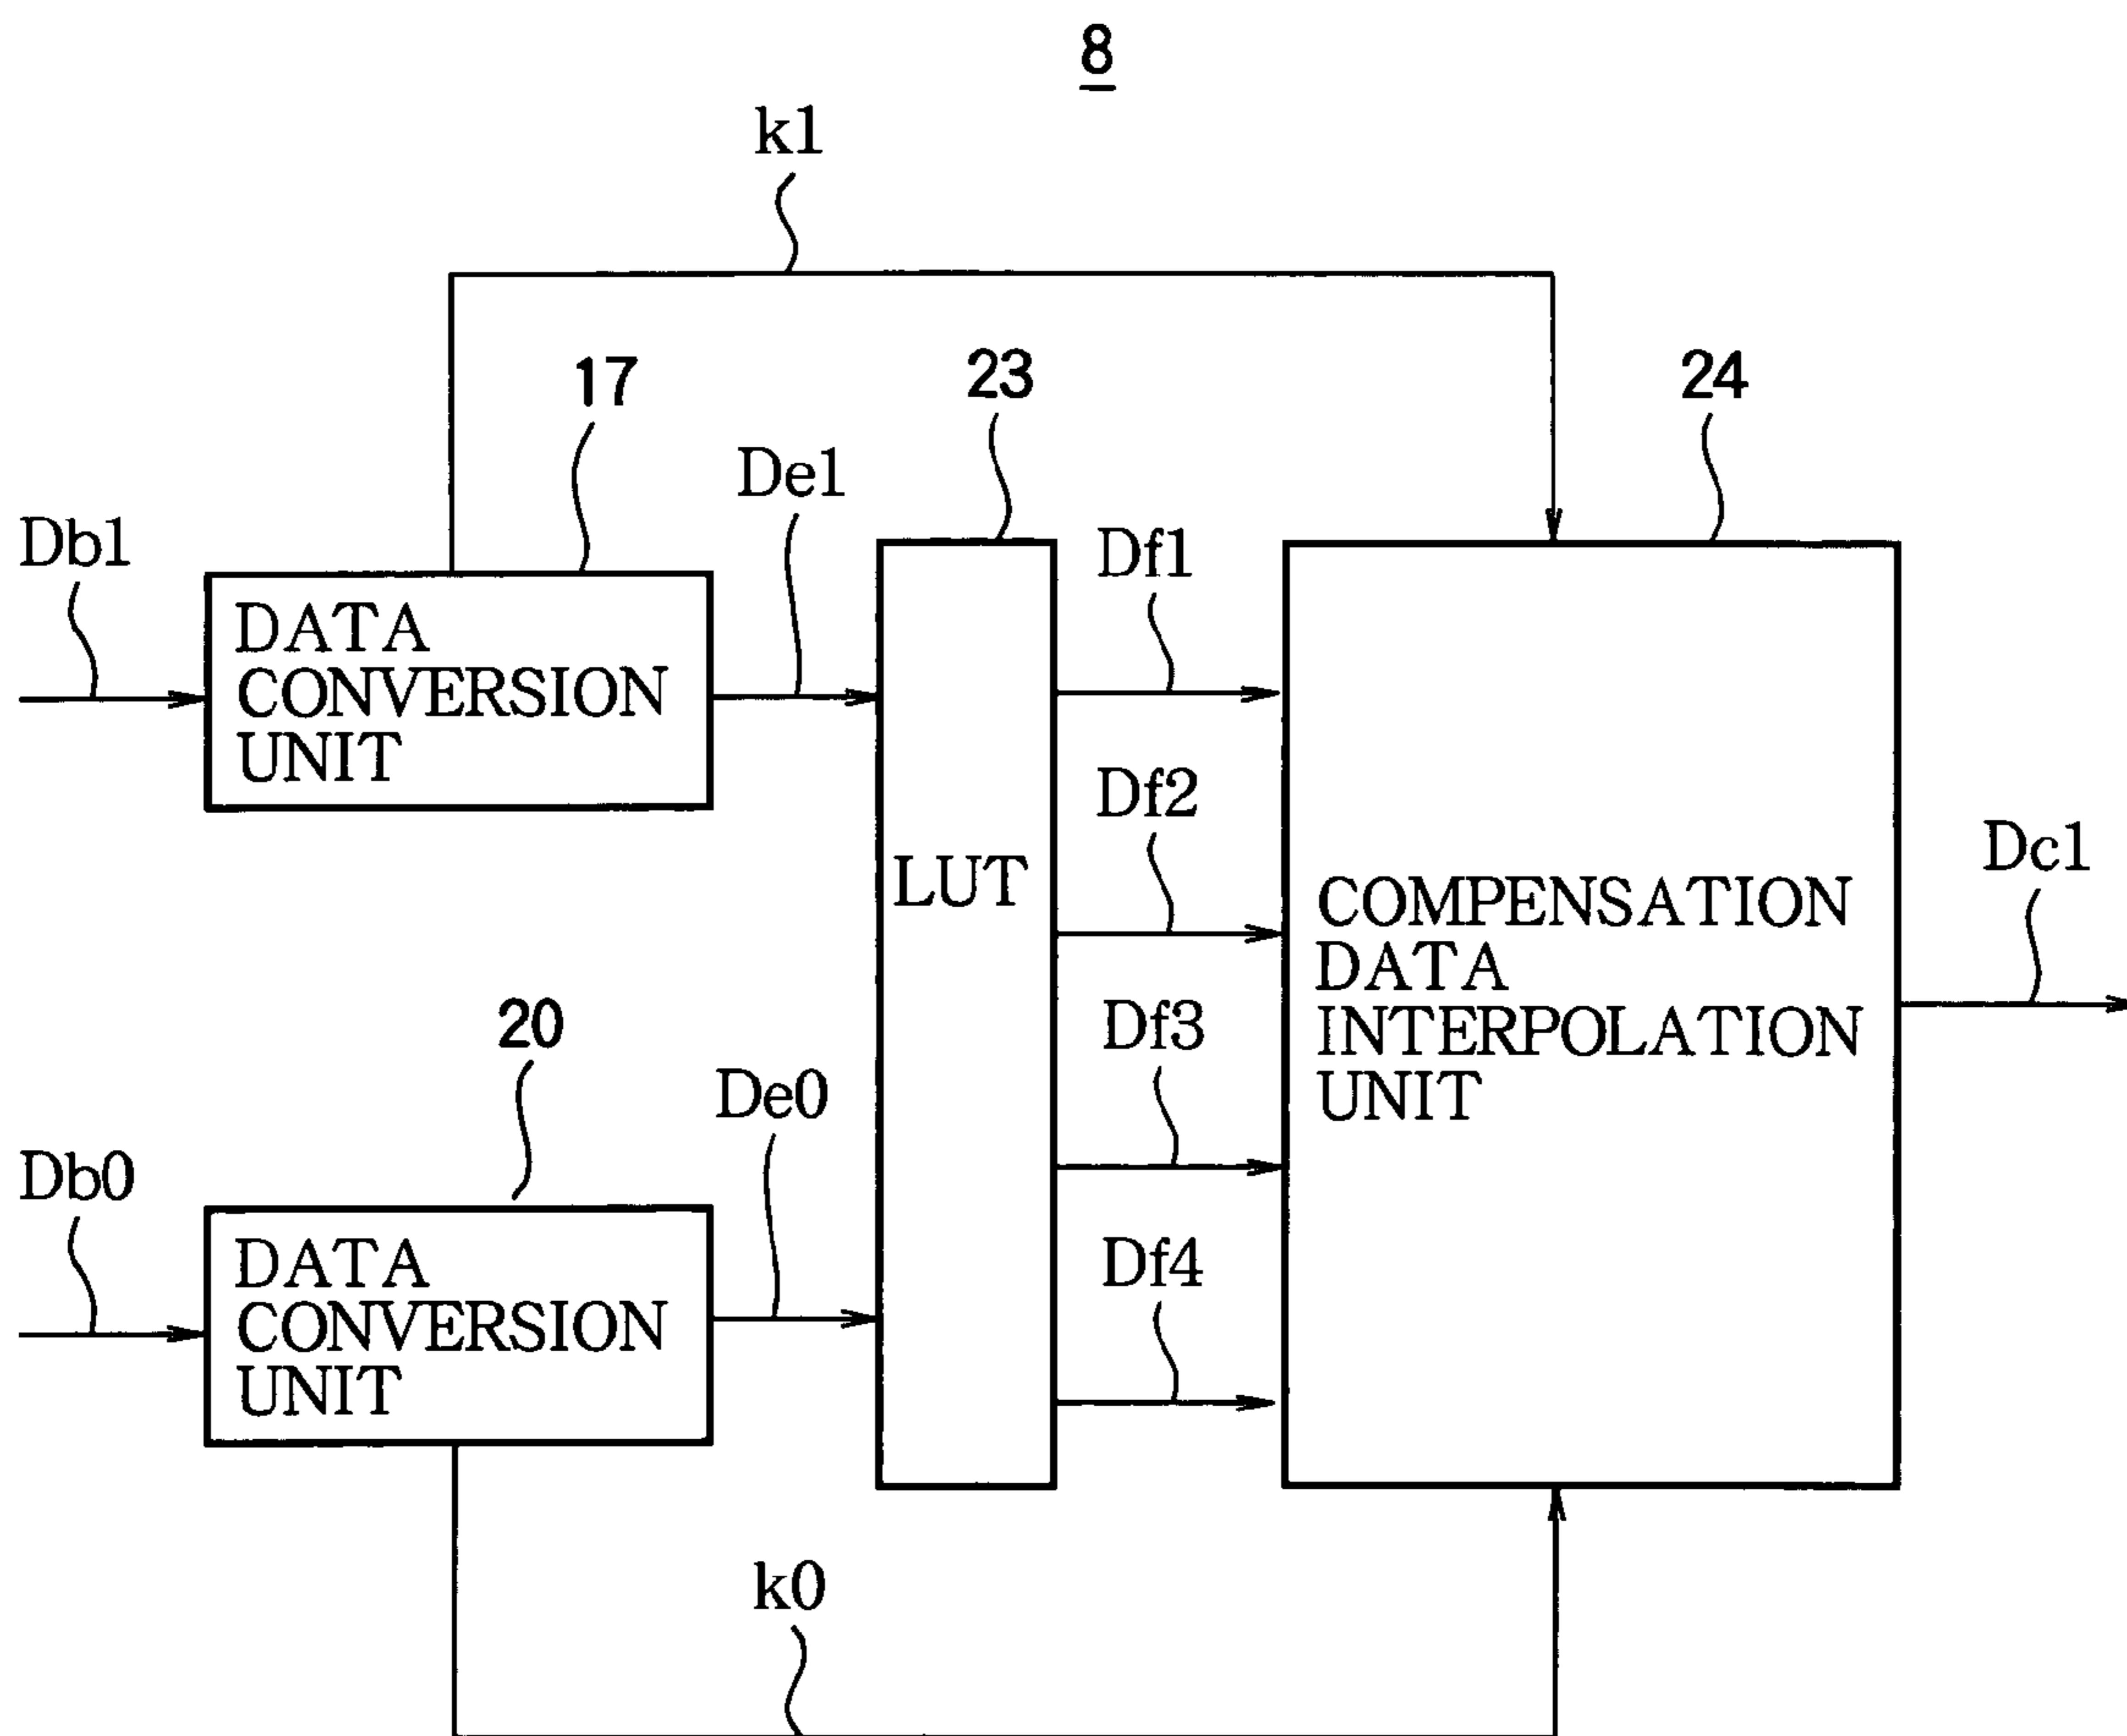 8
k1
17
23
24
De1
Db1
Df1
DATA
CONVERSION
UNIT
Df2
LUT
Dc1
COMPENSATION
DATA
INTERPOLATION
UNIT
20
Df3
De0
Db0
Df4
DATA
CONVERSION
UNIT
k0